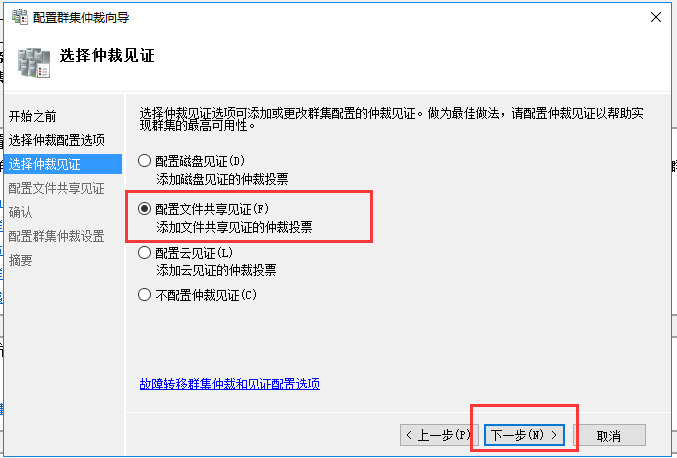 配置群集仲裁向导
选择仲裁见证
开始之前
选择仲裁配置选项
选择仲裁见证
配置文件共享见证
确认
配置群集仲裁设置
摘要
选择仲裁见证选项可添加或更改群集配置的仲裁见证。做为最佳做法，请配置仲裁见证以帮助实
现群集的最高可用性。
配置磁盘见证(D)
添加磁盘见证的仲裁投票
配置文件共享见证(F)
添加文件共享见证的仲裁投票
配置云见证(L)
添加云见证的仲裁投票
不配置仲裁见证(C)
故障转移群集仲裁和见证配置选项
< 上一步(P)
下一步(N) >
取消